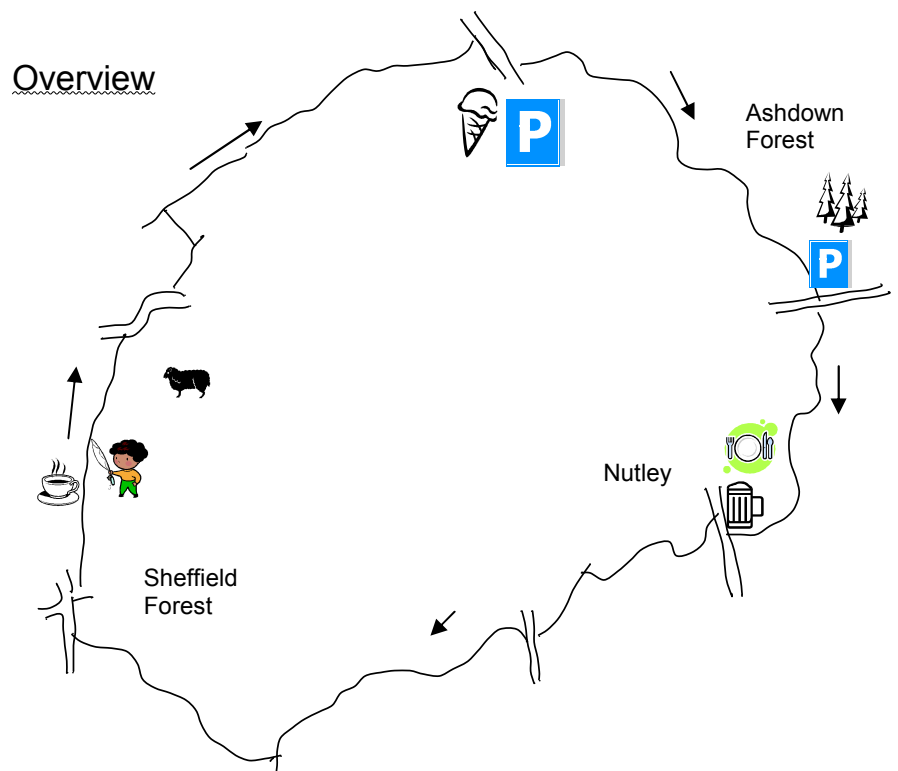 Overview
P
Ashdown
Forest
P
Nutley
Sheffield
Forest